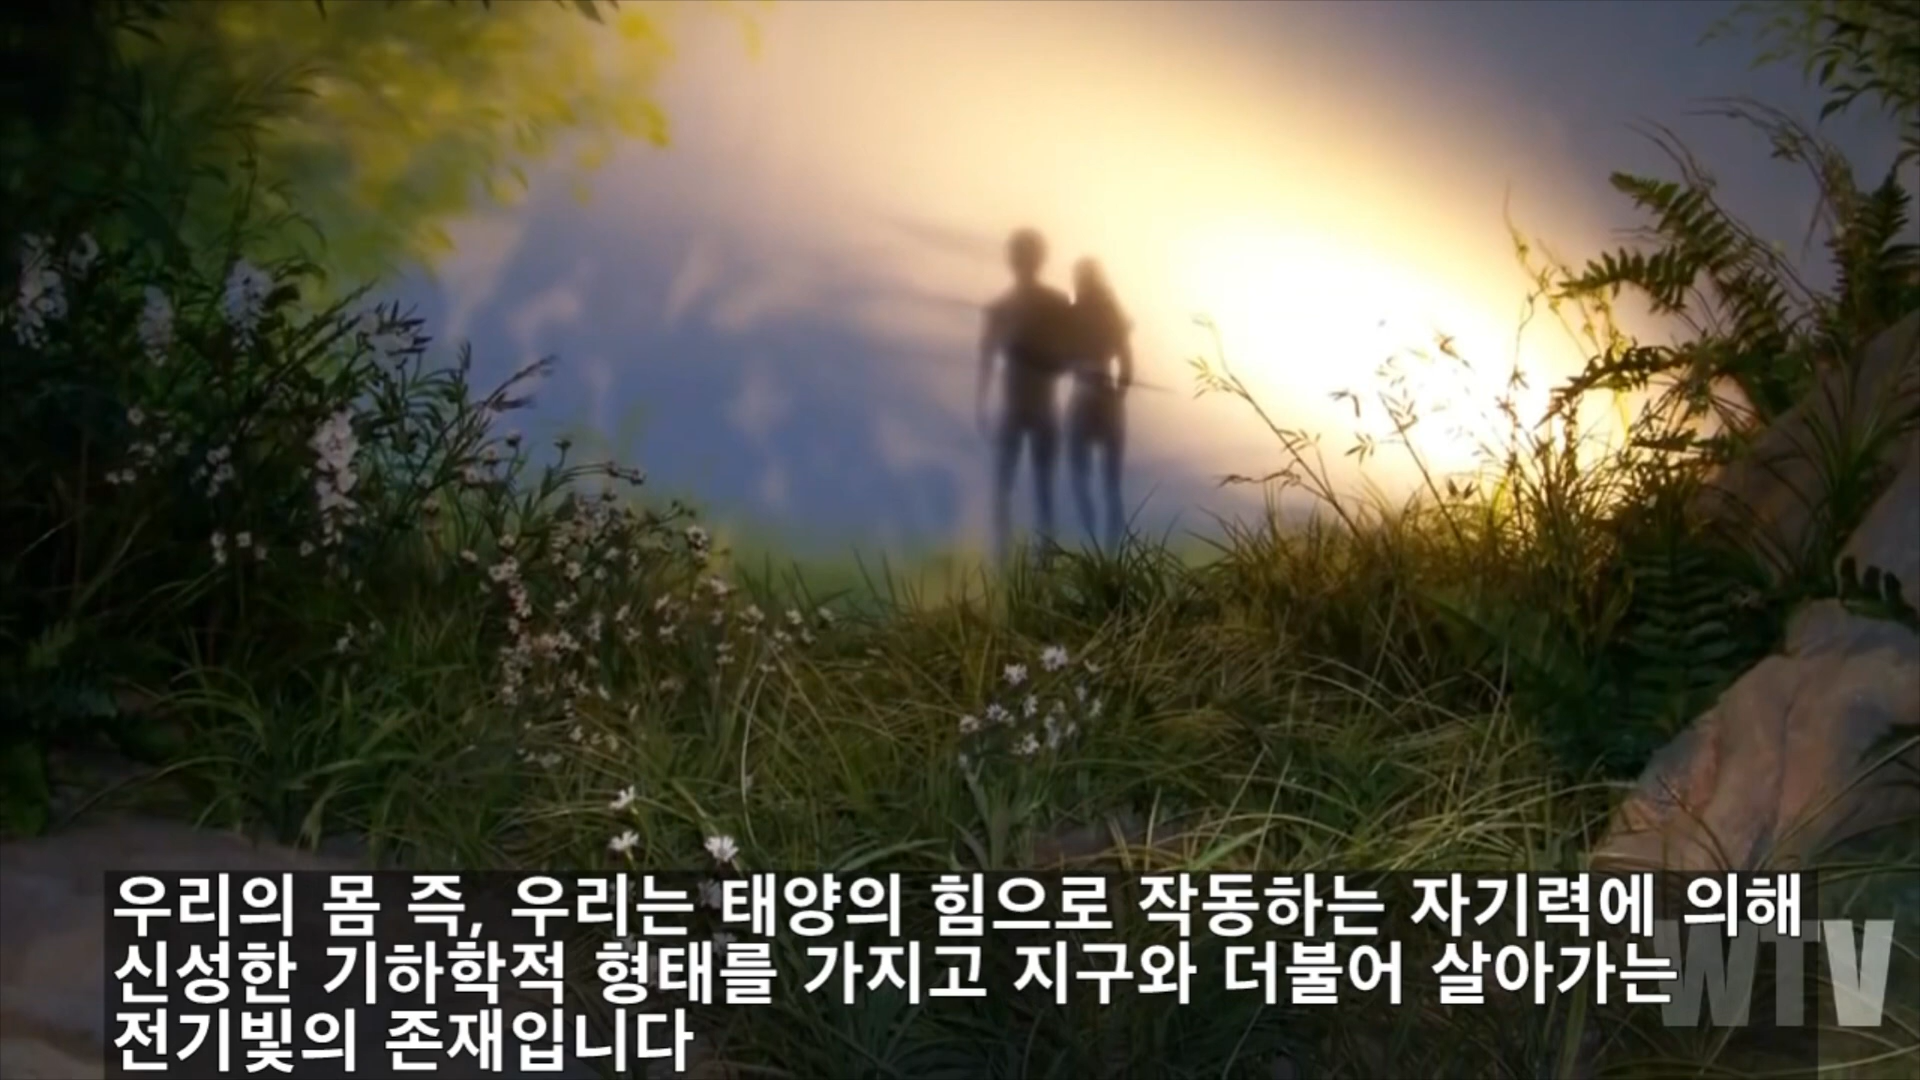 우리의 몸 즉, 우리는 태양의 힘으로 작동하는 자기력에 의해
신성한 기하학적 형태를 가지고 지구와 더불어 살아가는
전기빛의 존재입니다
WTV